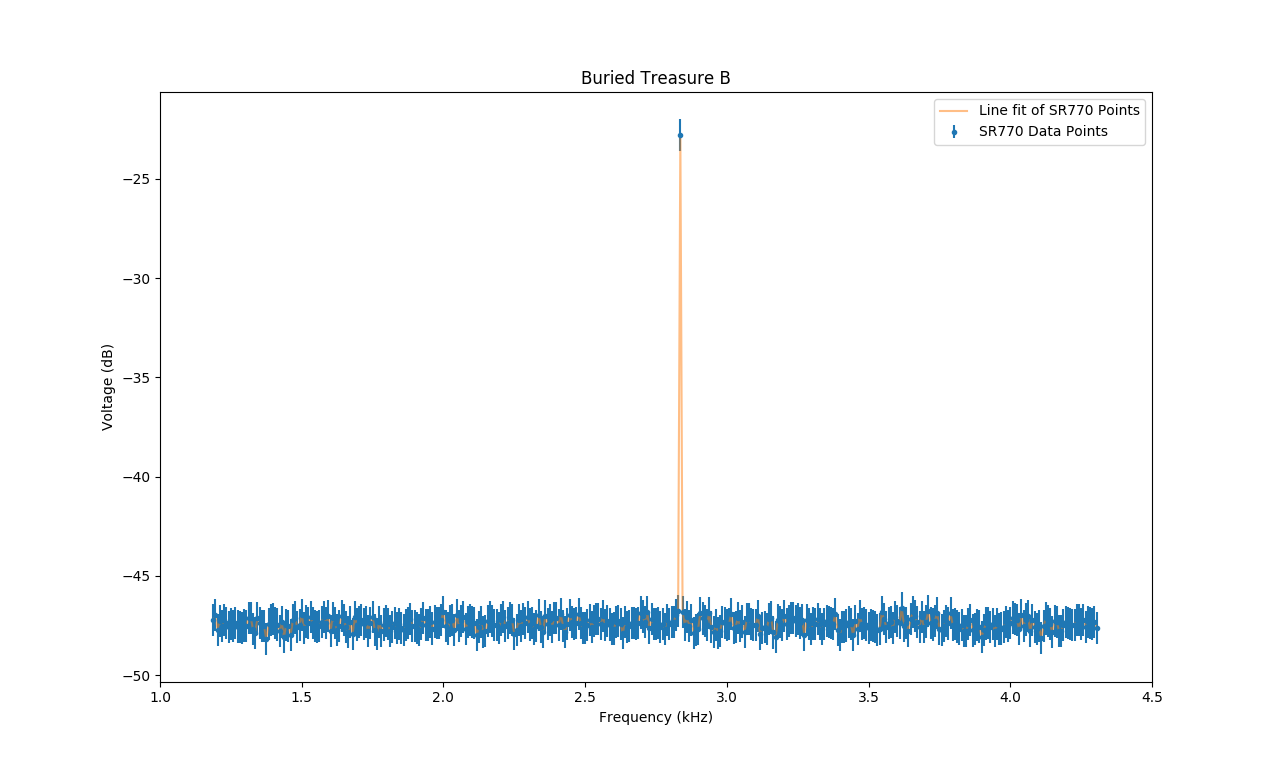 Buried Treasure B
Line fit of SR770 Points
SR770 Data Points
Voltage (dB)
−25
−30
−35
−40
−45
−50
1.0 1.5 2.0 2.5 3.0 3.5 4.0 4.5
Frequency (kHz)